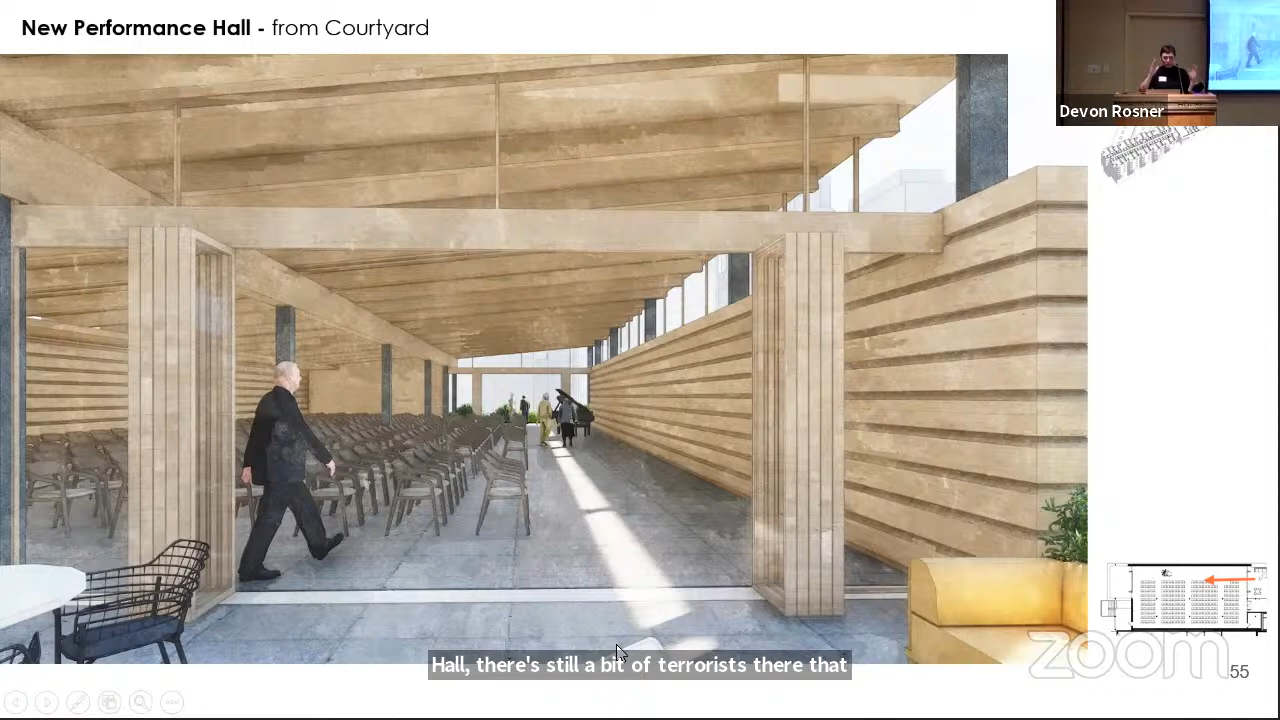 New Performance Hall - from Courtyard
Devon Rosner
Hall, there's still a bit of terrorists there that
zoom
55